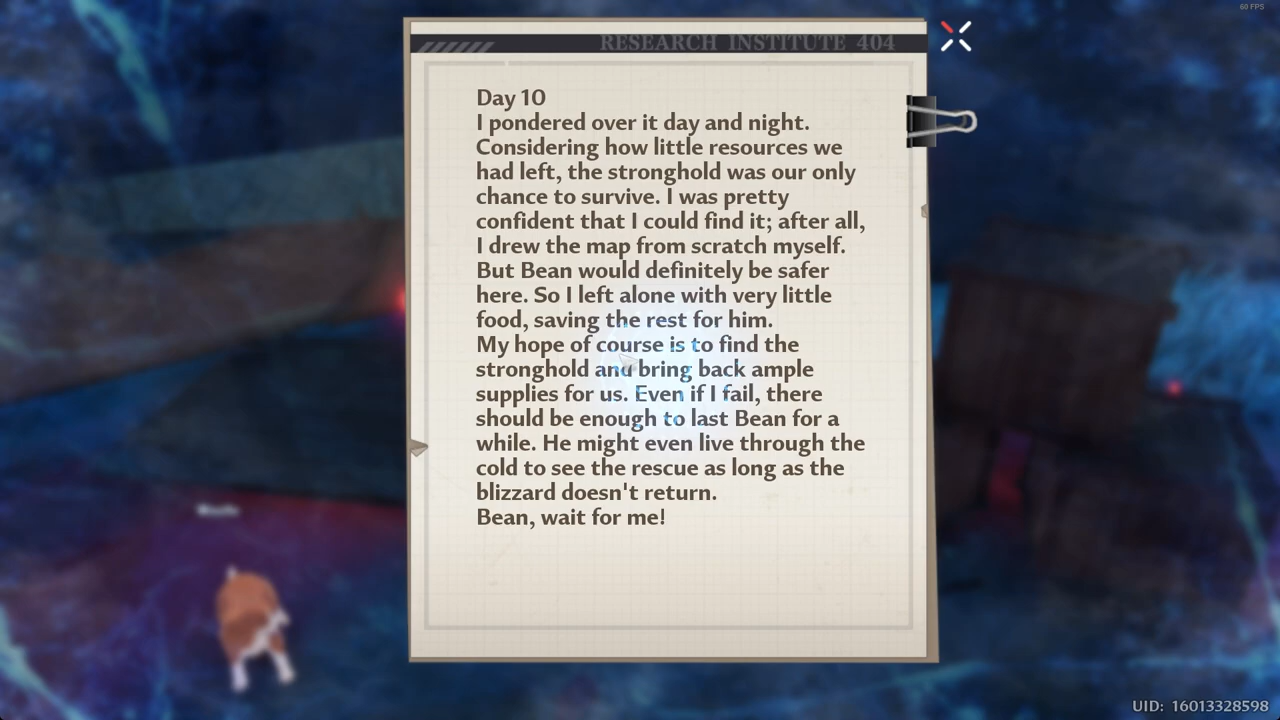 60 FPS
RESEARCH INSTITUTE 404
Day 10
I pondered over it day and night.
Considering how little resources we
had left, the stronghold was our only
chance to survive. I was pretty
confident that I could find it; after all,
I drew the map from scratch myself.
But Bean would definitely be safer
here. So I left alone with very little
food, saving the rest for him.
My hope of course is to find the
stronghold and bring back ample
supplies for us. Even if I fail, there
should be enough to last Bean for a
while. He might even live through the
cold to see the rescue as long as the
blizzard doesn't return.
Bean, wait for me!
UID: 16013328598